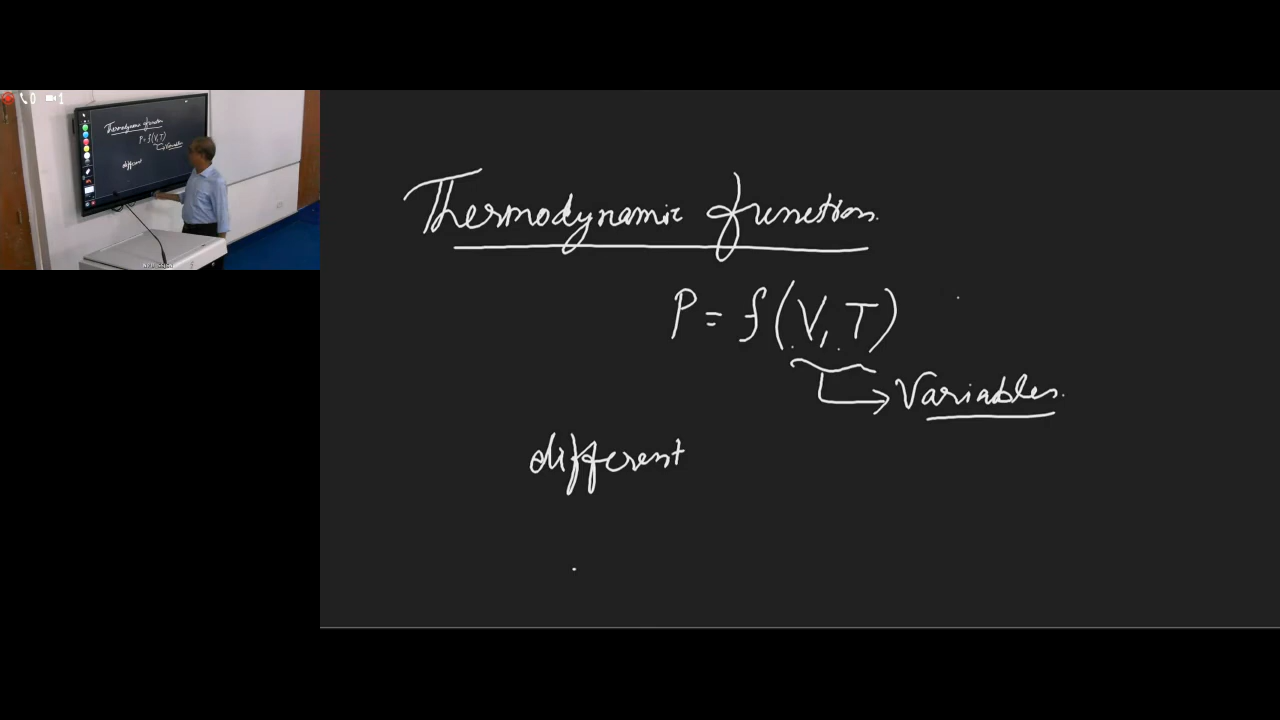 Thermodynamic function.
P = f(V, T)
Variables.
different